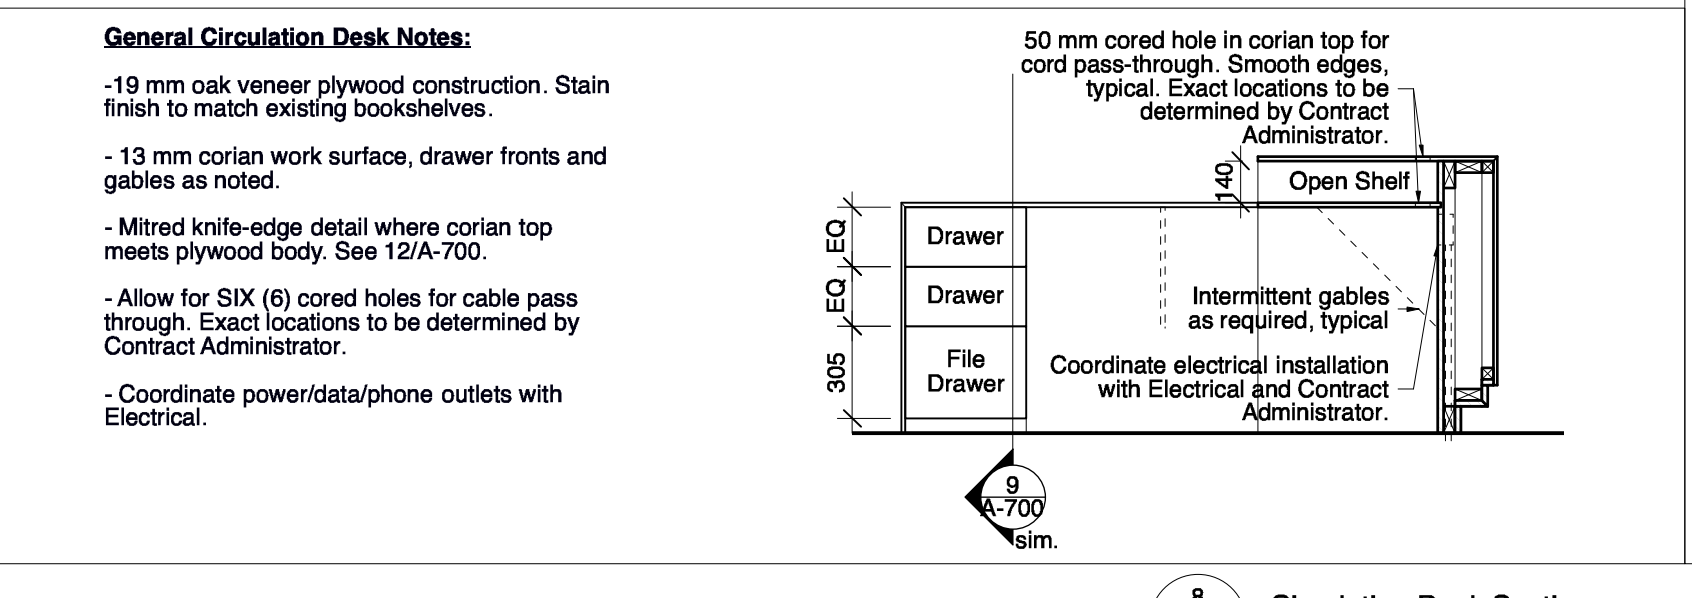 General Circulation Desk Notes:
-19 mm oak veneer plywood construction. Stain
finish to match existing bookshelves.
- 13 mm corian work surface, drawer fronts and
gables as noted.
- Mitred knife-edge detail where corian top
meets plywood body. See 12/A-700.
- Allow for SIX (6) cored holes for cable pass
through. Exact locations to be determined by
Contract Administrator.
- Coordinate power/data/phone outlets with
Electrical.
50 mm cored hole in corian top for
cord pass-through. Smooth edges,
typical. Exact locations to be
determined by Contract
Administrator.
140
Open Shelf
EQ
Drawer
EQ
Drawer
Intermittent gables
as required, typical
305
File
Drawer
Coordinate electrical installation
with Electrical and Contract
Administrator.
9
A-700
sim.